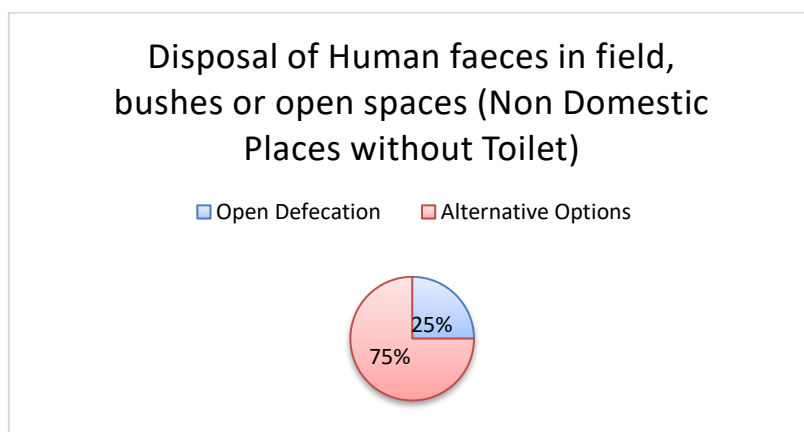 Disposal of Human faeces in field,
bushes or open spaces (Non Domestic
Places without Toilet)
Open Defecation Alternative Options
25%
75%